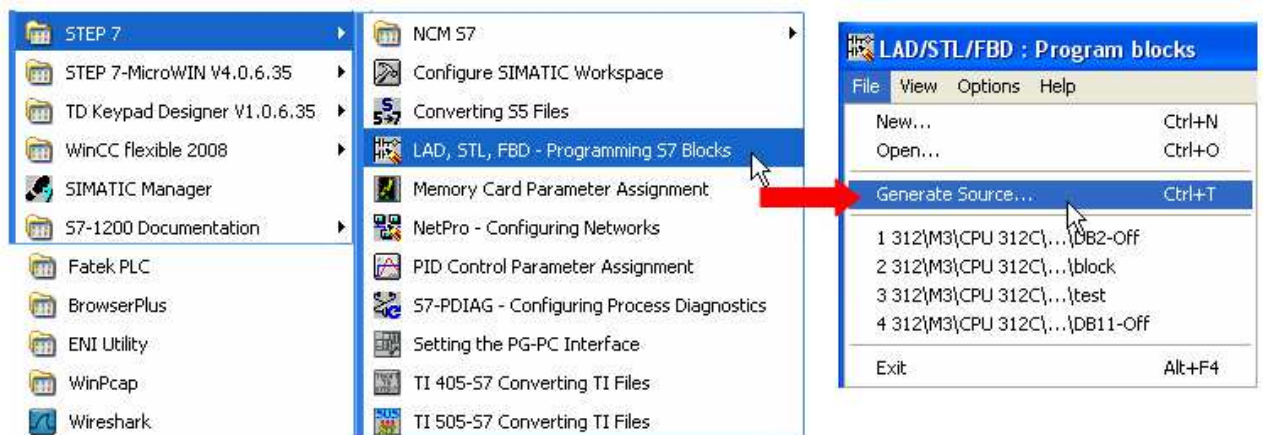 STEP 7
STEP 7-MicroWIN V4.0.6.35
TD Keypad Designer V1.0.6.35
WinCC flexible 2008
SIMATIC Manager
S7-1200 Documentation
Fatek PLC
BrowserPlus
ENI Utility
WinPcap
Wireshark
NCM S7
Configure SIMATIC Workspace
Converting S5 Files
LAD, STL, FBD - Programming S7 Blocks
Memory Card Parameter Assignment
NetPro - Configuring Networks
PID Control Parameter Assignment
S7-PDIAG - Configuring Process Diagnostics
Setting the PG-PC Interface
TI 405-S7 Converting TI Files
TI 505-S7 Converting TI Files
LAD/STL/FBD : Program blocks
File View Options Help
New... Ctrl+N
Open... Ctrl+O
Generate Source... Ctrl+T
1 312\M3\CPU 312C\...\DB2-Off
2 312\M3\CPU 312C\...\block
3 312\M3\CPU 312C\...\test
4 312\M3\CPU 312C\...\DB11-Off
Exit Alt+F4